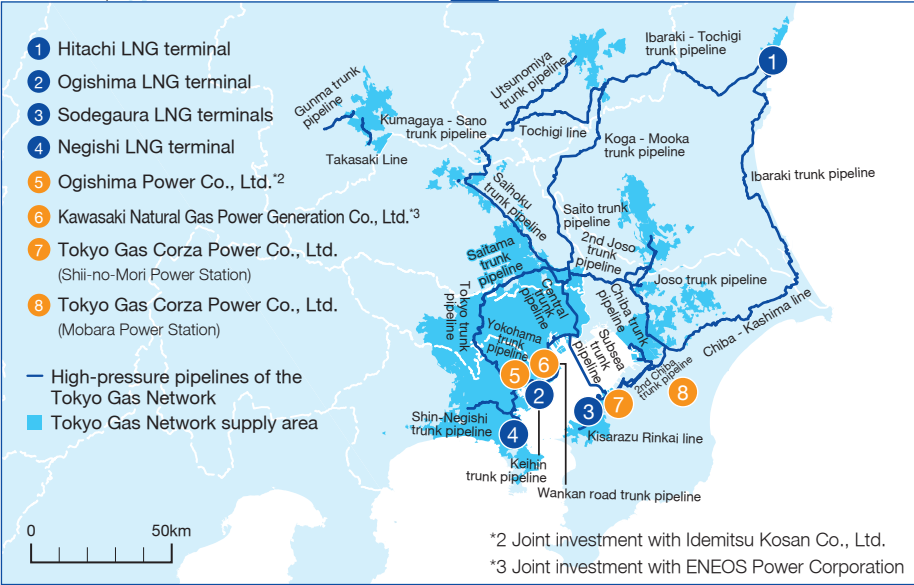 1 Hitachi LNG terminal
2 Ogishima LNG terminal
3 Sodegaura LNG terminals
4 Negishi LNG terminal
5 Ogishima Power Co., Ltd.*2
6 Kawasaki Natural Gas Power Generation Co., Ltd.*3
7 Tokyo Gas Corza Power Co., Ltd.
(Shii-no-Mori Power Station)
8 Tokyo Gas Corza Power Co., Ltd.
(Mobara Power Station)
High-pressure pipelines of the
Tokyo Gas Network
Tokyo Gas Network supply area
0 50km
Ibaraki - Tochigi
trunk pipeline
1
Utsunomiya
trunk pipeline
Gunma trunk
pipeline
Kumagaya - Sano
trunk pipeline
Tochigi line
Koga - Mooka
trunk pipeline
Takasaki Line
Ibaraki trunk pipeline
Saihoku
trunk pipeline
Saito trunk
pipeline
2nd Joso
trunk
pipeline
Saitama
trunk
pipeline
Joso trunk pipeline
Central
trunk
pipeline
Chiba trunk
pipeline
Tokyo trunk
pipeline
Chiba - Kashima line
Yokohama
trunk
pipeline
Subsea
trunk
pipeline
2nd Chiba
trunk pipeline
5
6
2
3
7
8
Shin-Negishi
trunk pipeline
4
Kisarazu Rinkai line
Keihin
trunk pipeline
Wankan road trunk pipeline
*2 Joint investment with Idemitsu Kosan Co., Ltd.
*3 Joint investment with ENEOS Power Corporation